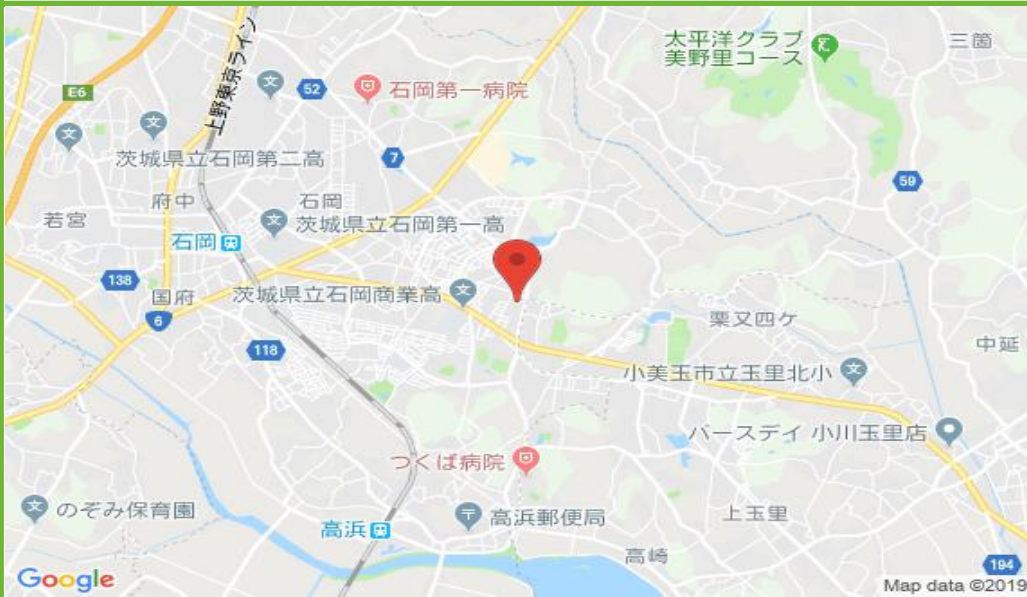 太平洋クラブ
美野里コース
三箇
E6
52
石岡第一病院
上野東京ライン
茨城県立石岡第二高
7
59
府中
石岡
若宮
茨城県立石岡第一高
石岡
138
国府
茨城県立石岡商業高
6
栗又四ケ
118
中延
小美玉市立玉里北小
バースデイ 小川玉里店
つくば病院
のぞみ保育園
高浜
高浜郵便局
上玉里
高崎
194
Google
Map data ©2019